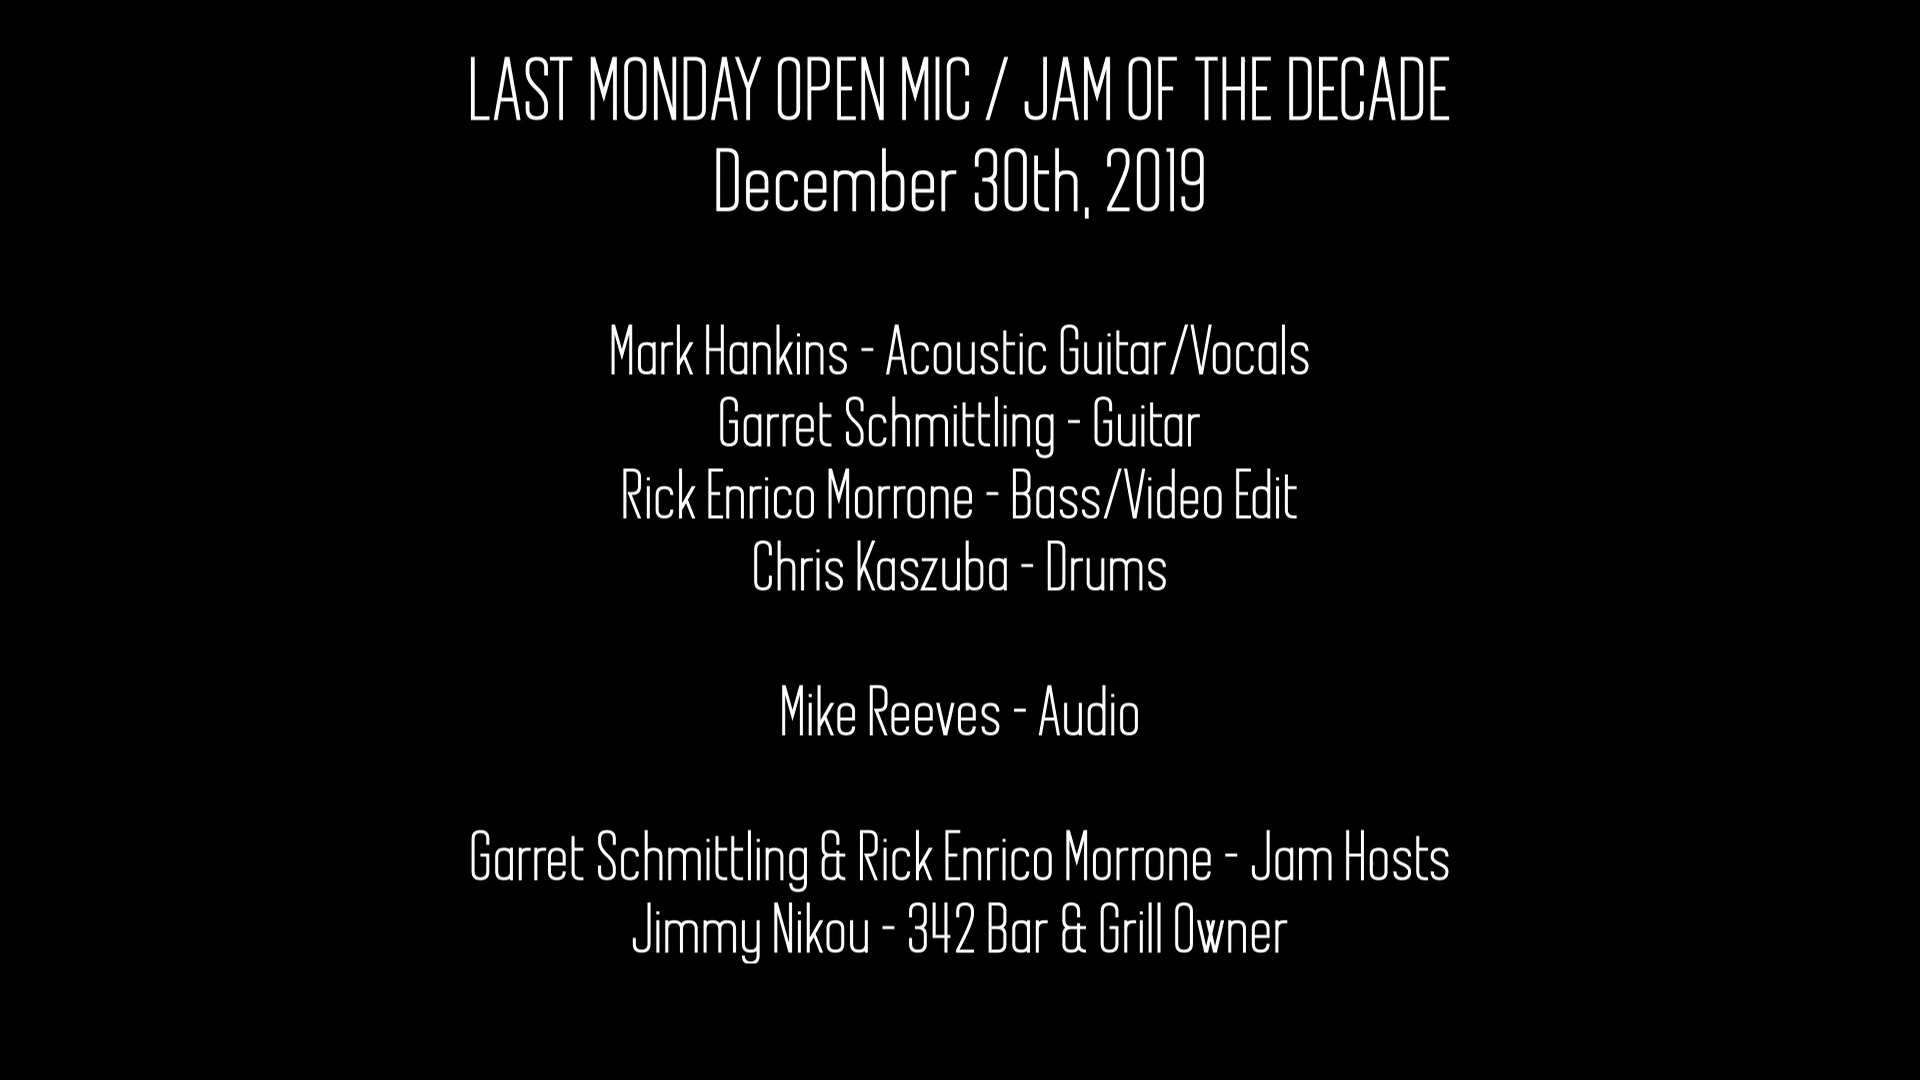 LAST MONDAY OPEN MIC / JAM OF THE DECADE
December 30th, 2019
Mark Hankins - Acoustic Guitar/Vocals
Garret Schmittling - Guitar
Rick Enrico Morrone - Bass/Video Edit
Chris Kaszuba - Drums
Mike Reeves - Audio
Garret Schmittling & Rick Enrico Morrone - Jam Hosts
Jimmy Nikou - 342 Bar & Grill Owner